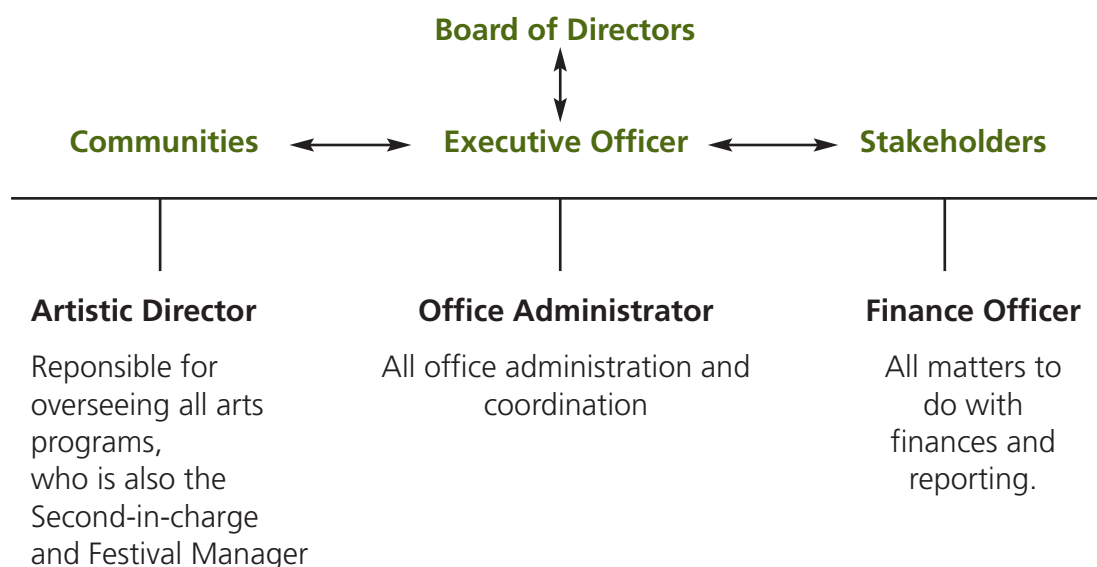 Board of Directors
Communities
Executive Officer
Stakeholders
Artistic Director
Reponsible for
overseeing all arts
programs,
who is also the
Second-in-charge
and Festival Manager
Office Administrator
All office administration and
coordination
Finance Officer
All matters to
do with
finances and
reporting.